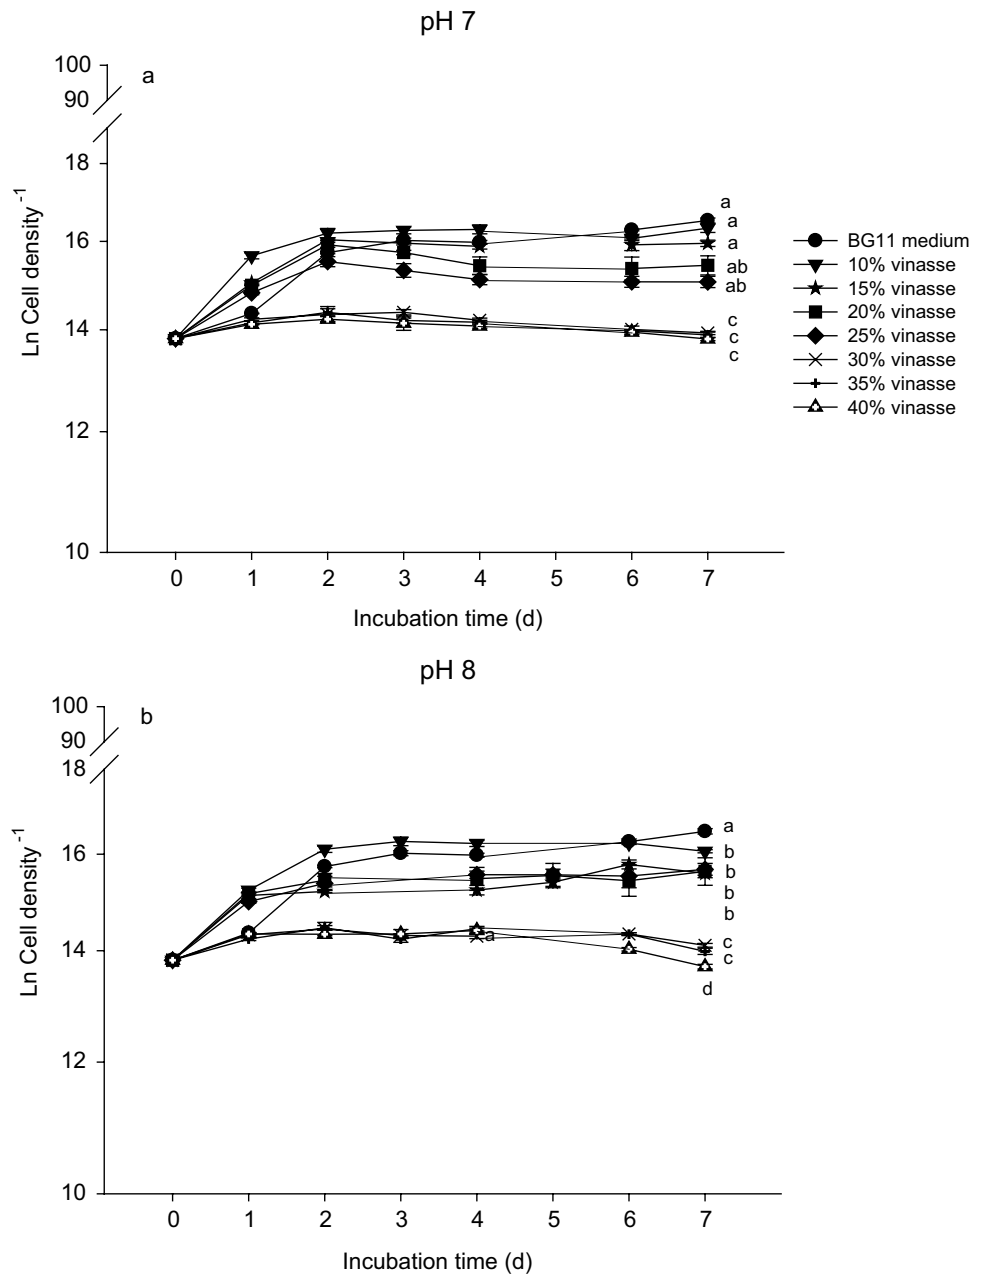 pH 7
100
a
90
18
a
16
a
a
ab
ab
14
c
c
c
12
10
0 1 2 3 4 5 6 7
Ln Cell density-1
Incubation time (d)
BG11 medium
10% vinasse
15% vinasse
20% vinasse
25% vinasse
30% vinasse
35% vinasse
40% vinasse
pH 8
100
b
90
18
a
16
b
b
b
b
14
a
c
c
d
12
10
0 1 2 3 4 5 6 7
Ln Cell density-1
Incubation time (d)